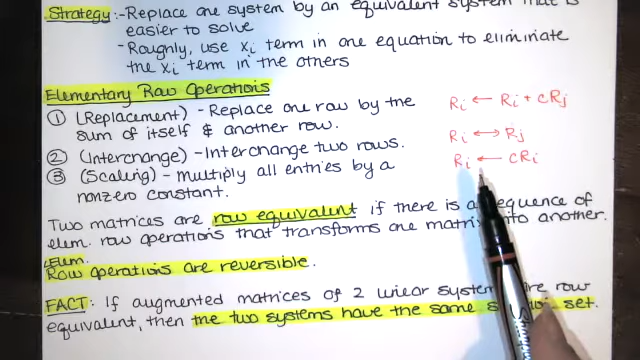 Strategy:-Replace one system by an equivalent system that is
easier to solve
- Roughly, use xi term in one equation to eliminate
the xi term in the others
Elementary Row Operations
① (Replacement) - Replace one row by the Ri ← Ri + cRj
sum of itself & another row.
② (Interchange) - Interchange two rows. Ri ↔ Rj
③ (Scaling) - multiply all entries by a Ri ← cRi
nonzero constant.
Two matrices are row equivalent if there is a sequence of
elem. row operations that transforms one matrix into another.
Elem.
Row operations are reversible.
FACT: If augmented matrices of 2 linear systems are row
equivalent, then the two systems have the same solution set.